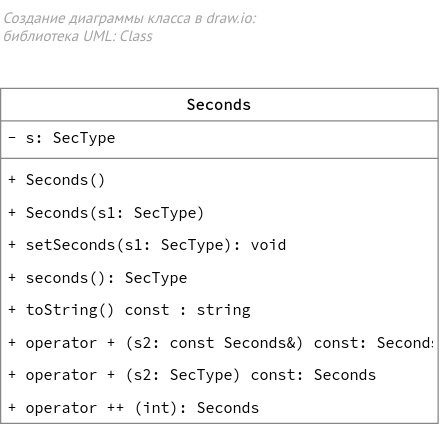 Создание диаграммы класса в draw.io:
библиотека UML: Class
Seconds
- s: SecType
+ Seconds()
+ Seconds(s1: SecType)
+ setSeconds(s1: SecType): void
+ seconds(): SecType
+ toString() const : string
+ operator + (s2: const Seconds&) const: Second
+ operator + (s2: SecType) const: Seconds
+ operator ++ (int): Seconds